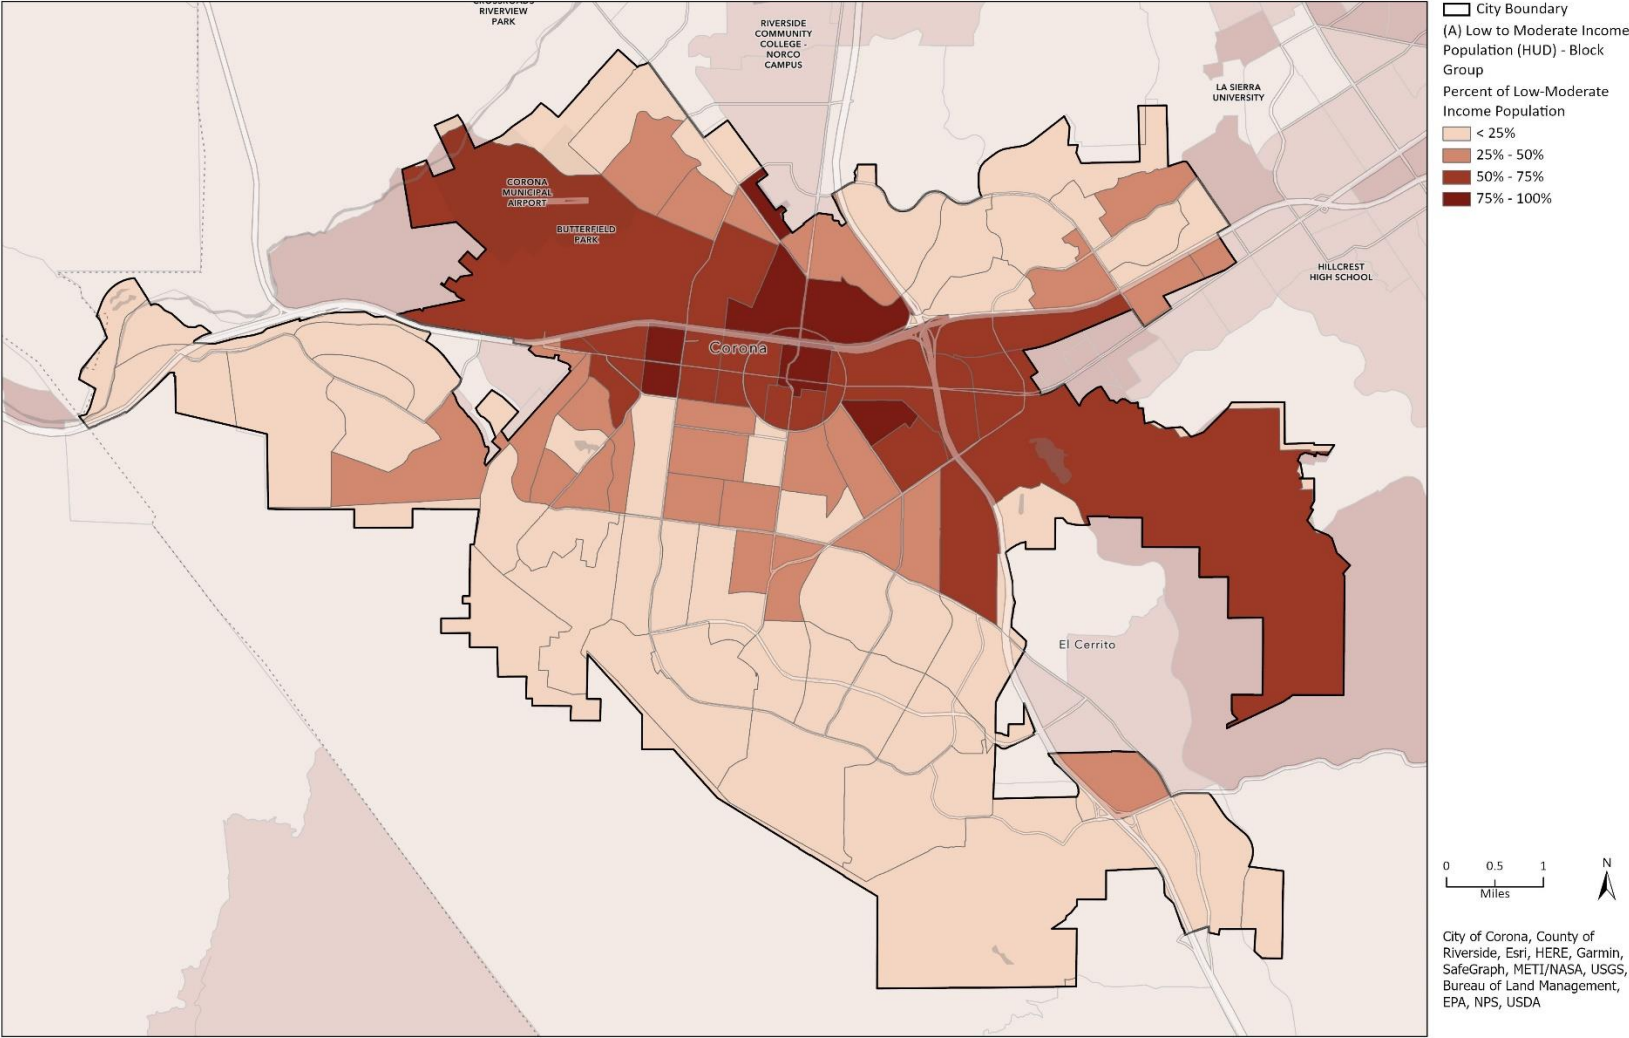 CROSSROADS
RIVERVIEW
PARK
RIVERSIDE
COMMUNITY
COLLEGE -
NORCO
CAMPUS
LA SIERRA
UNIVERSITY
CORONA
MUNICIPAL
AIRPORT
BUTTERFIELD
PARK
HILLCREST
HIGH SCHOOL
Corona
El Cerrito
City Boundary
(A) Low to Moderate Income
Population (HUD) - Block
Group
Percent of Low-Moderate
Income Population
< 25%
25% - 50%
50% - 75%
75% - 100%
0 0.5 1
Miles
N
City of Corona, County of
Riverside, Esri, HERE, Garmin,
SafeGraph, METI/NASA, USGS,
Bureau of Land Management,
EPA, NPS, USDA